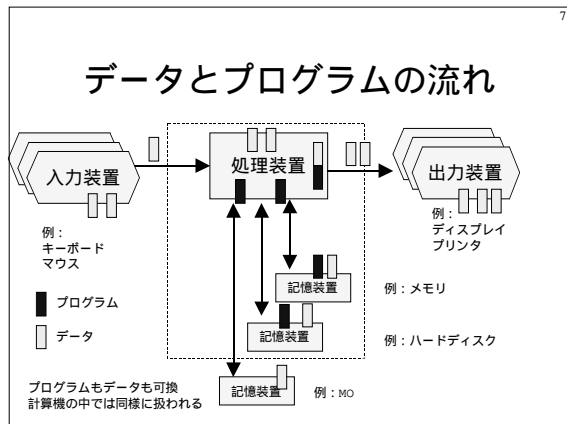 7
データとプログラムの流れ
入力装置
処理装置
出力装置
例：
キーボード
マウス
例：
ディスプレイ
プリンタ
プログラム
データ
記憶装置
例：メモリ
記憶装置
例：ハードディスク
記憶装置
例：MO
プログラムもデータも可換
計算機の中では同様に扱われる